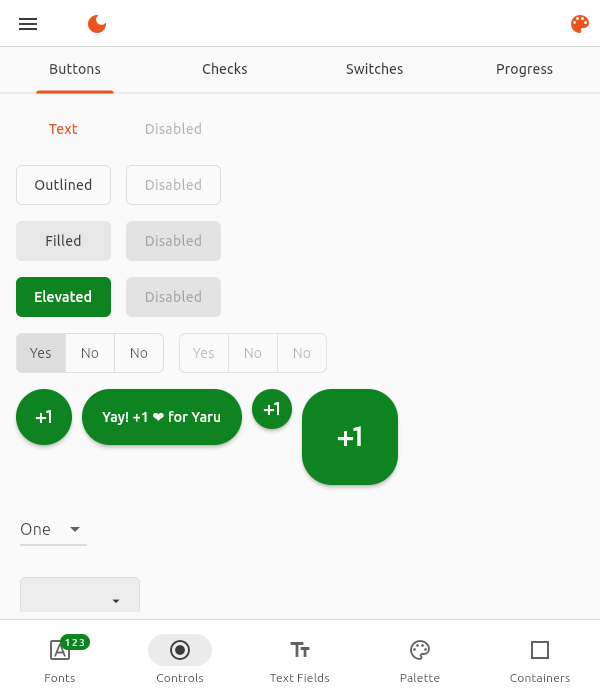 Buttons Checks Switches Progress
Text Disabled
Outlined Disabled
Filled Disabled
Elevated Disabled
Yes No No Yes No No
+1 Yay! +1 ❤ for Yaru +1 +1
One
123
Fonts Controls Text Fields Palette Containers